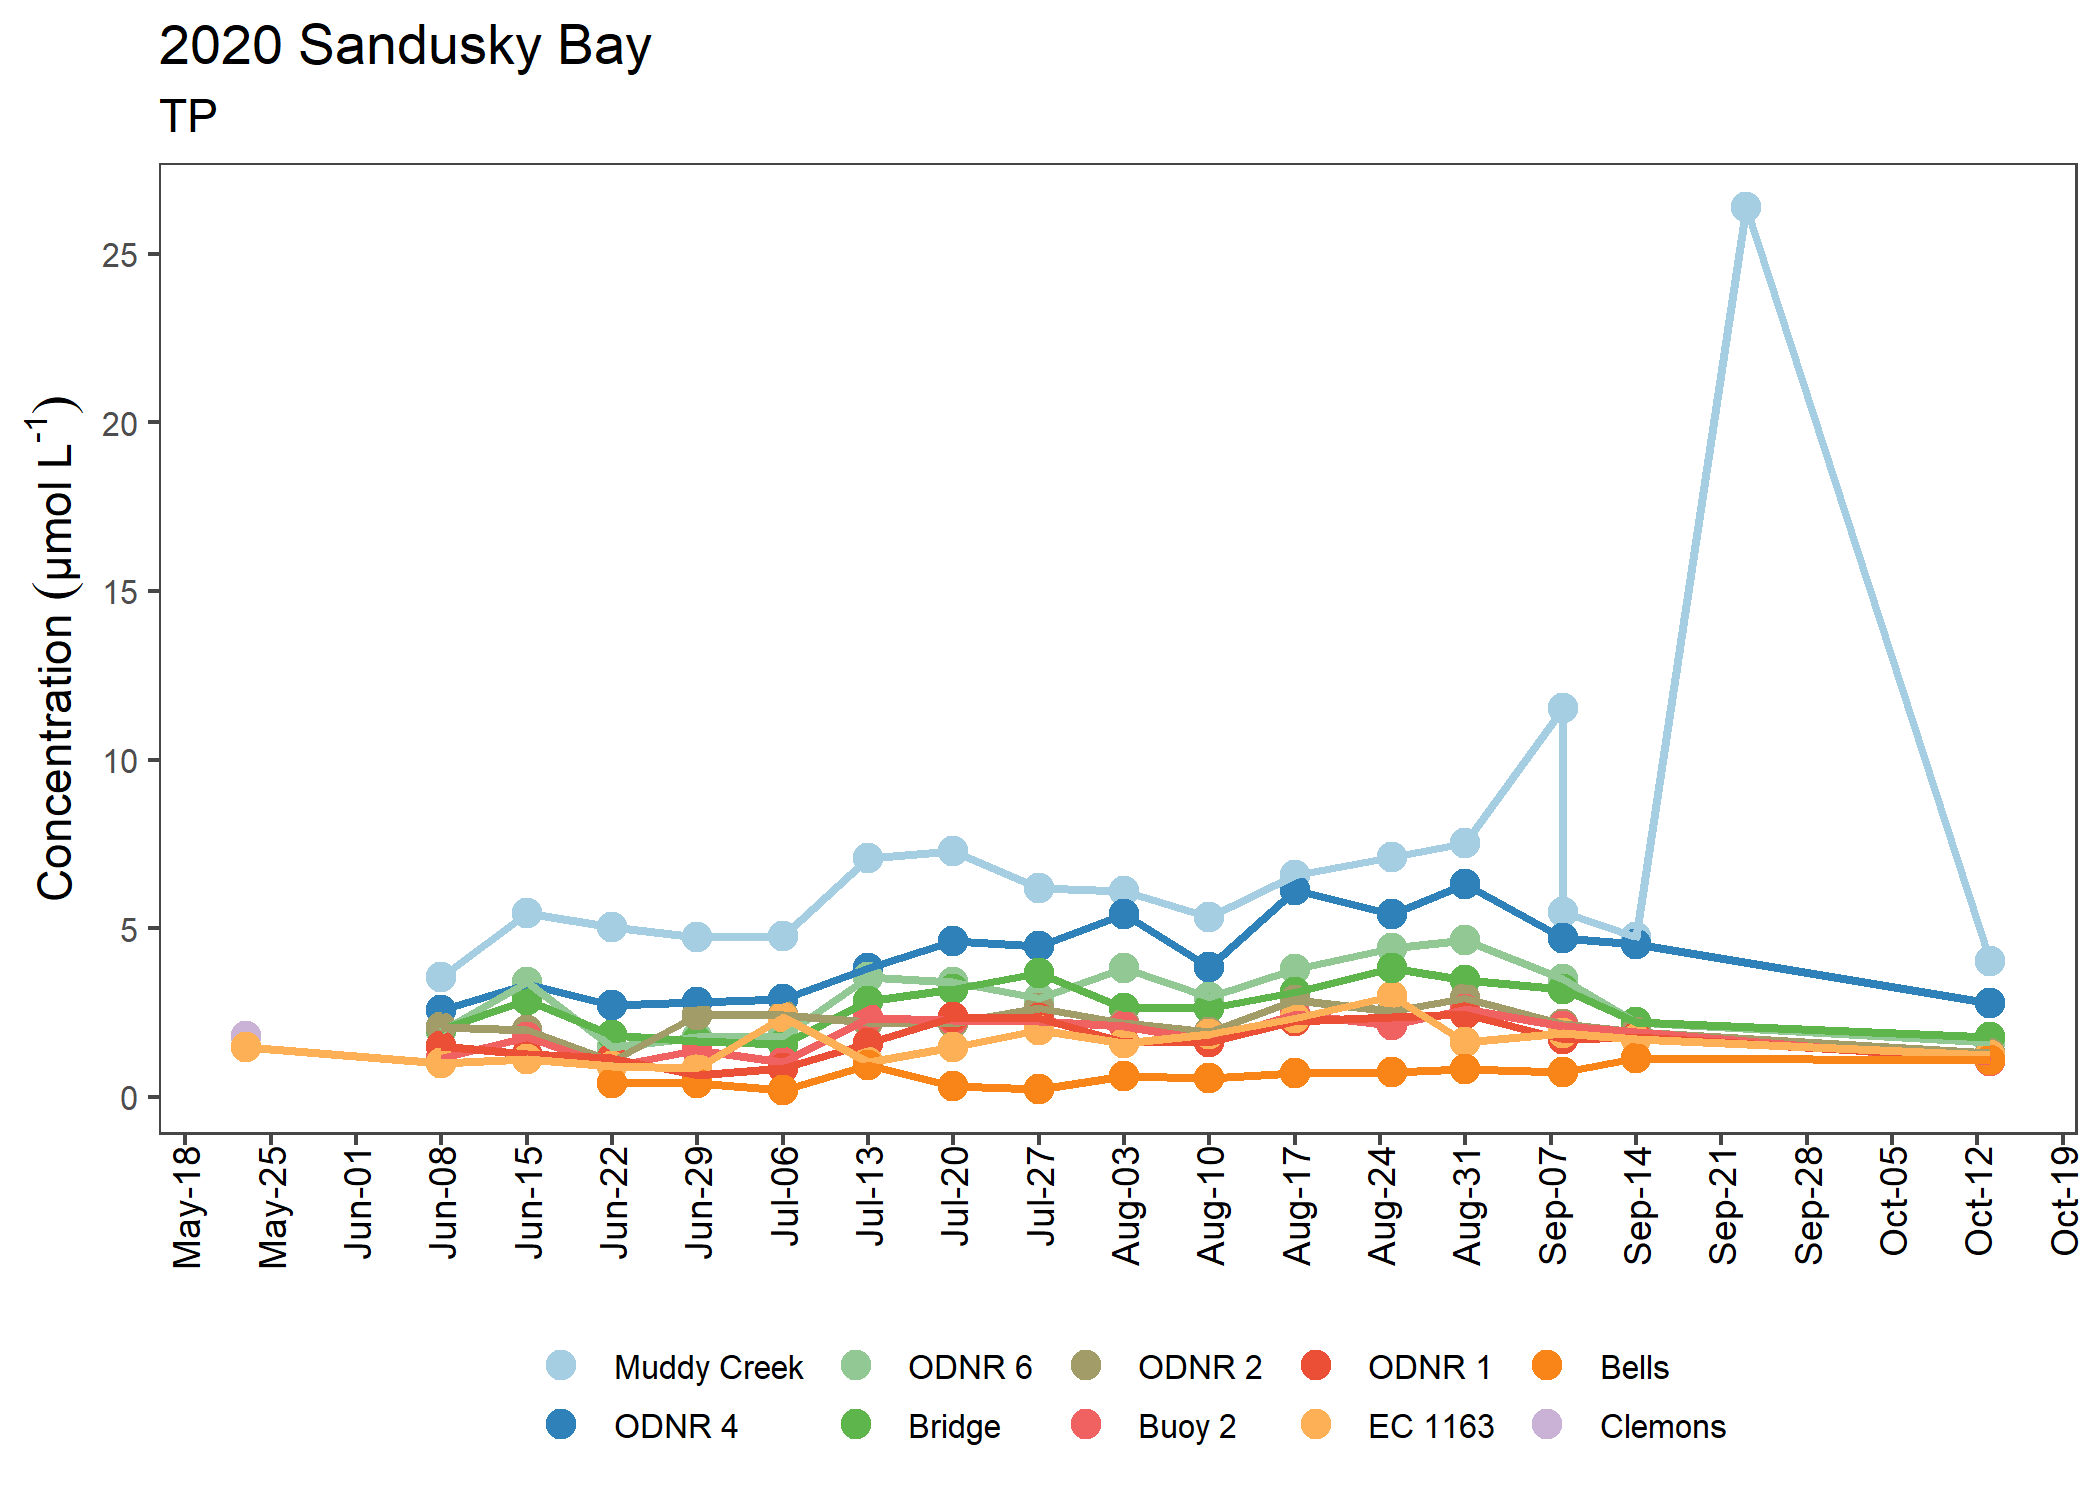 2020 Sandusky Bay
TP
Concentration (µmol L⁻¹)
25
20
15
10
5
0
May-18
May-25
Jun-01
Jun-08
Jun-15
Jun-22
Jun-29
Jul-06
Jul-13
Jul-20
Jul-27
Aug-03
Aug-10
Aug-17
Aug-24
Aug-31
Sep-07
Sep-14
Sep-21
Sep-28
Oct-05
Oct-12
Oct-19
Muddy Creek ODNR 6 ODNR 2 ODNR 1 Bells
ODNR 4 Bridge Buoy 2 EC 1163 Clemons